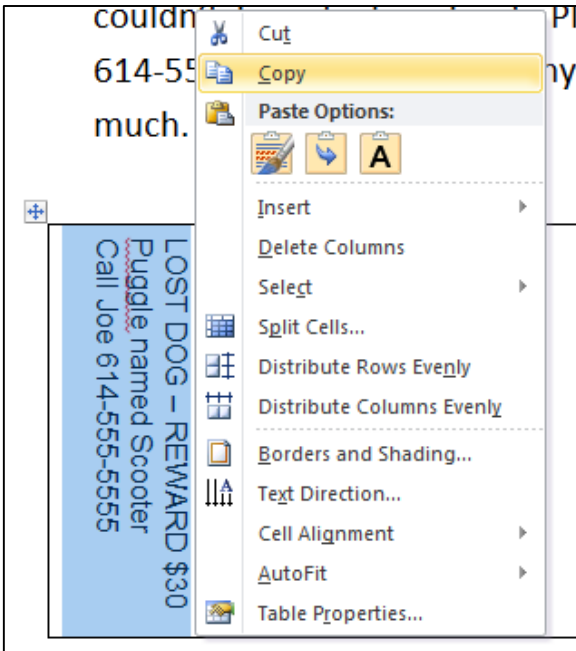 couldn
614-55
much.
Cut
Copy
Paste Options:
A
Insert
Delete Columns
Select
Split Cells...
Distribute Rows Evenly
Distribute Columns Evenly
Borders and Shading...
Text Direction...
Cell Alignment
AutoFit
Table Properties...
LOST DOG – REWARD $30
Puggle named Scooter
Call Joe 614-555-5555